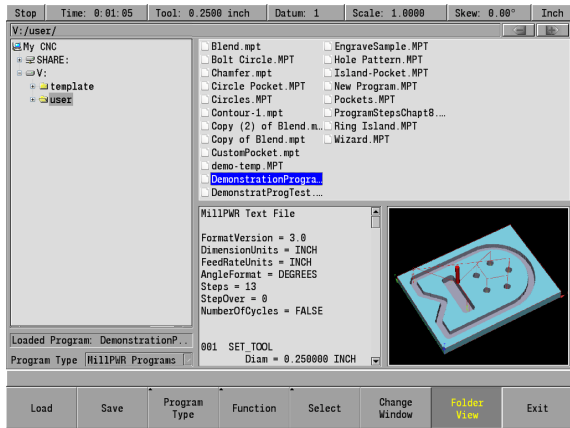 Stop Time: 0:01:05 Tool: 0.2500 inch Datum: 1 Scale: 1.0000 Skew: 0.00° Inch
V:/user/
My CNC
SHARE:
V:
template
user
Blend.mpt
Bolt Circle.MPT
Chamfer.mpt
Circle Pocket.MPT
Circles.MPT
Contour-1.mpt
Copy (2) of Blend.m…
Copy of Blend.mpt
CustomPocket.mpt
demo-temp.MPT
DemonstrationProgra…
DemonstratProgTest.…
EngraveSample.MPT
Hole Pattern.MPT
Island-Pocket.MPT
New Program.MPT
Pockets.MPT
ProgramStepsChapt8.…
Ring Island.MPT
Wizard.MPT
MillPWR Text File
FormatVersion = 3.0
DimensionUnits = INCH
FeedRateUnits = INCH
AngleFormat = DEGREES
Steps = 13
StepOver = 0
NumberOfCycles = FALSE
001 SET_TOOL
Diam = 0.250000 INCH
Loaded Program: DemonstrationP..
Program Type MillPWR Programs
Load Save Program Type Function Select Change Window Folder View Exit